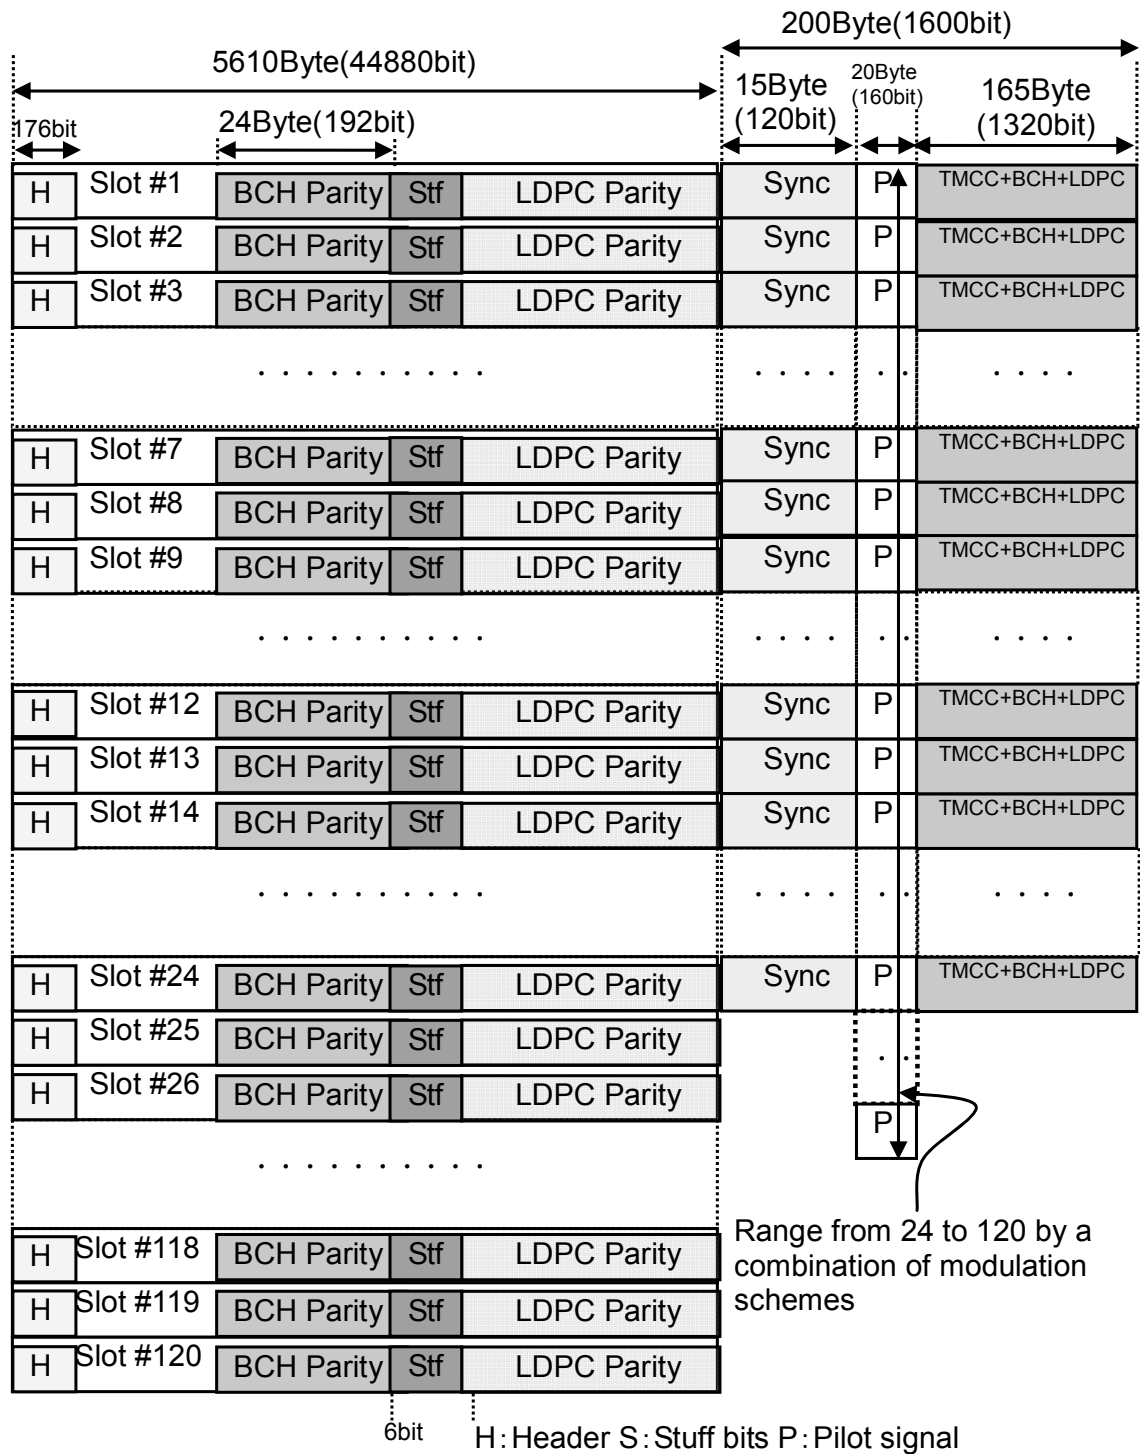 200Byte(1600bit)
5610Byte(44880bit)
15Byte
(120bit)
20Byte
(160bit)
165Byte
(1320bit)
176bit
24Byte(192bit)
H Slot #1 BCH Parity Stf LDPC Parity Sync P TMCC+BCH+LDPC
H Slot #2 BCH Parity Stf LDPC Parity Sync P TMCC+BCH+LDPC
H Slot #3 BCH Parity Stf LDPC Parity Sync P TMCC+BCH+LDPC
. . . . . . . . . . . . . . . . . . . .
H Slot #7 BCH Parity Stf LDPC Parity Sync P TMCC+BCH+LDPC
H Slot #8 BCH Parity Stf LDPC Parity Sync P TMCC+BCH+LDPC
H Slot #9 BCH Parity Stf LDPC Parity Sync P TMCC+BCH+LDPC
. . . . . . . . . . . . . . . . . . . .
H Slot #12 BCH Parity Stf LDPC Parity Sync P TMCC+BCH+LDPC
H Slot #13 BCH Parity Stf LDPC Parity Sync P TMCC+BCH+LDPC
H Slot #14 BCH Parity Stf LDPC Parity Sync P TMCC+BCH+LDPC
. . . . . . . . . . . . . . . . . . . .
H Slot #24 BCH Parity Stf LDPC Parity Sync P TMCC+BCH+LDPC
H Slot #25 BCH Parity Stf LDPC Parity . .
H Slot #26 BCH Parity Stf LDPC Parity
P
. . . . . . . . . .
Range from 24 to 120 by a
combination of modulation
schemes
H Slot #118 BCH Parity Stf LDPC Parity
H Slot #119 BCH Parity Stf LDPC Parity
H Slot #120 BCH Parity Stf LDPC Parity
6bit
H:Header S:Stuff bits P:Pilot signal